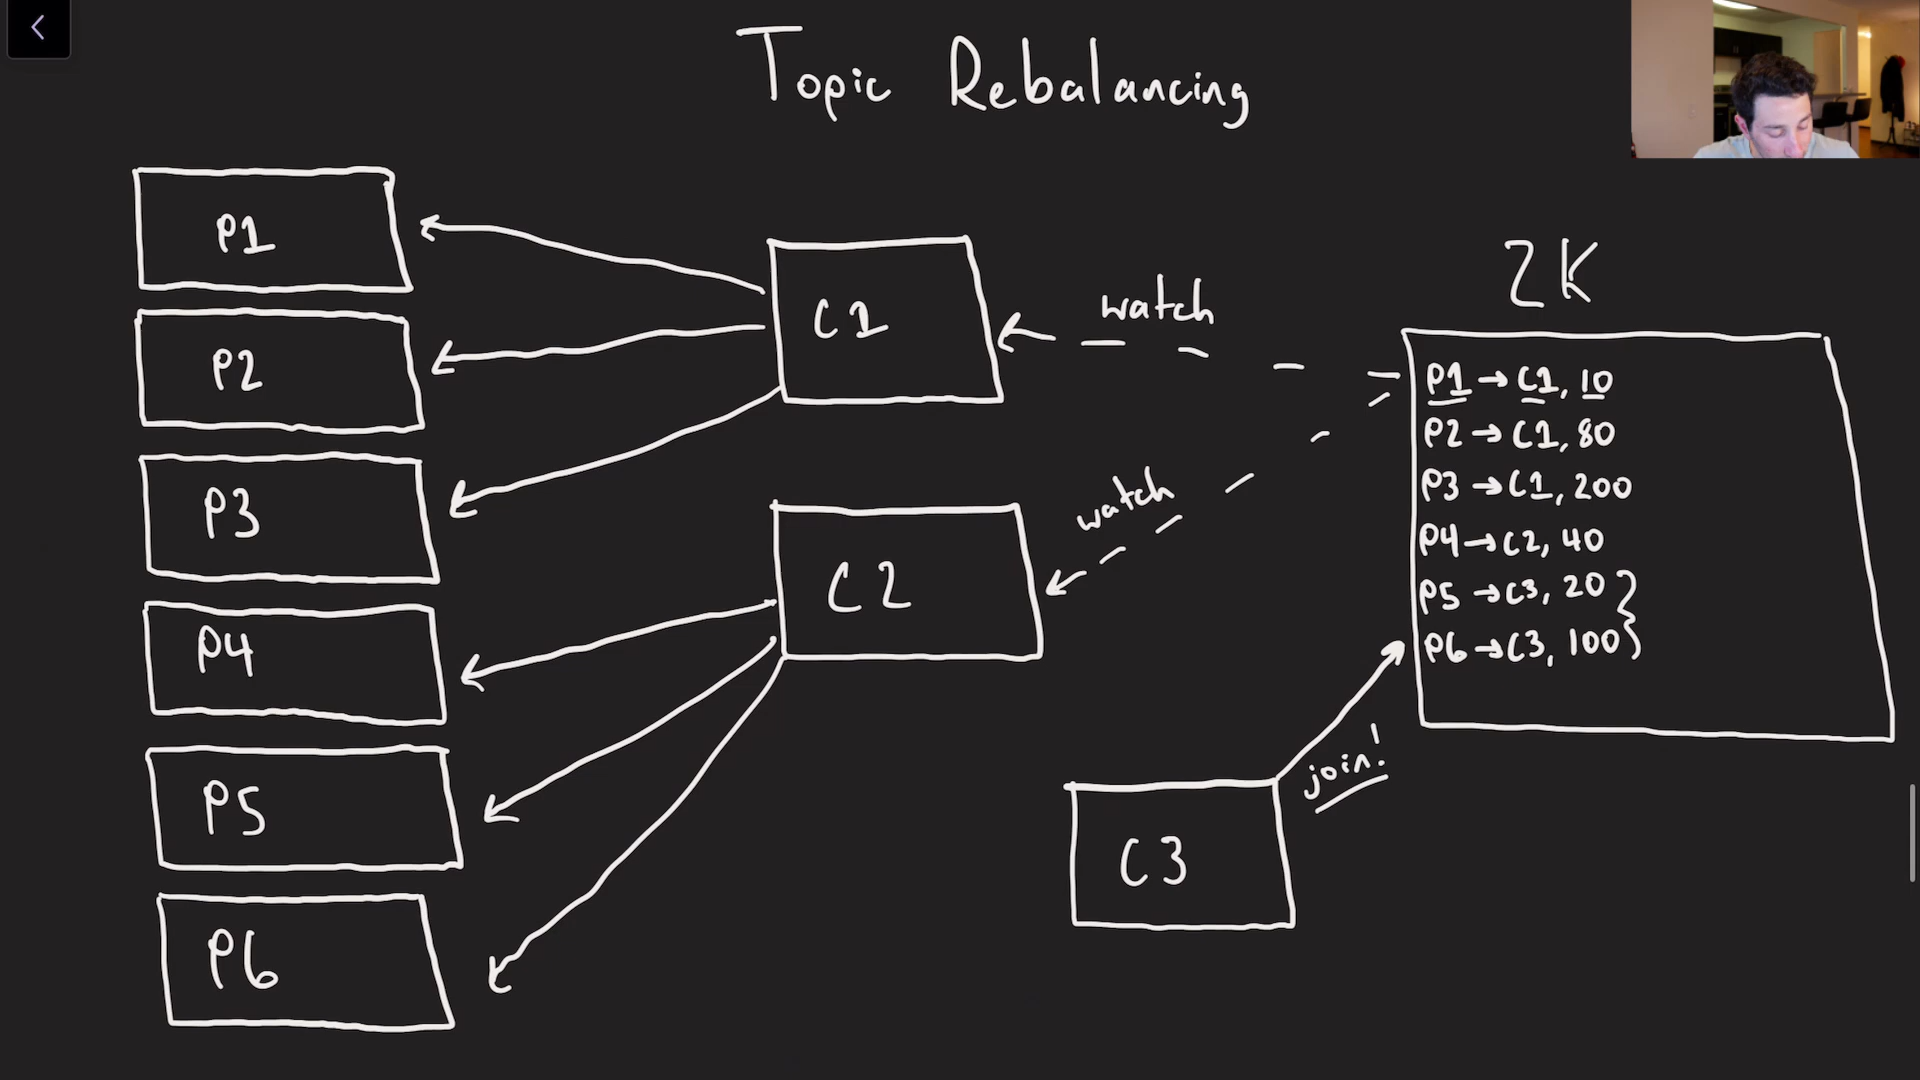 Topic Rebalancing
P1
P2
P3
P4
P5
P6
C1
C2
C3
watch
watch
join!
ZK
P1→C1, 10
P2→C1, 80
P3→C1, 200
P4→C2, 40
P5→C3, 20
P6→C3, 100